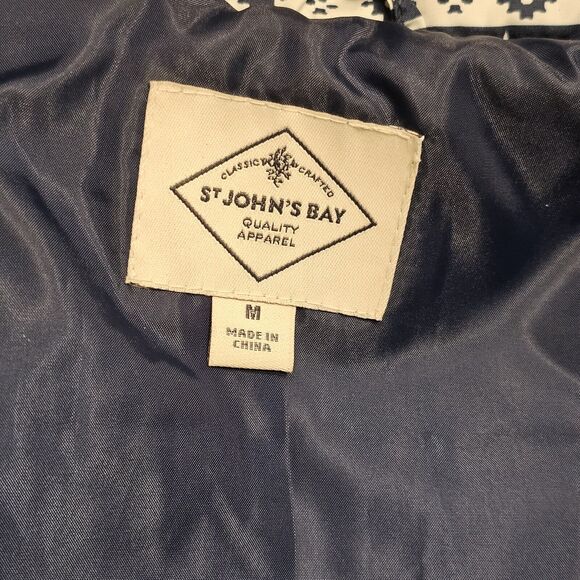 CLASSIC CRAFTED
ST JOHN'S BAY
QUALITY
APPAREL
M
MADE IN
CHINA